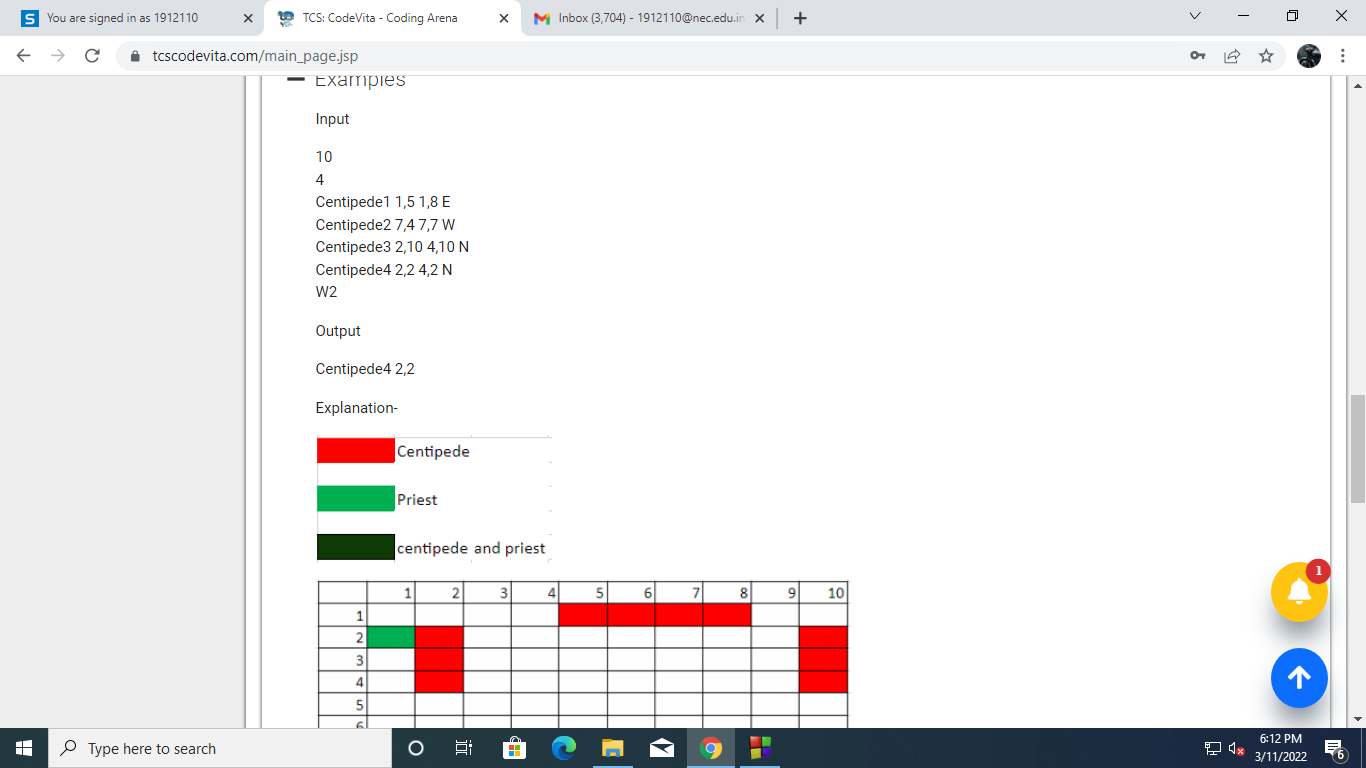 You are signed in as 1912110
TCS: CodeVita - Coding Arena
Inbox (3,704) - 1912110@nec.edu.in
tcscodevita.com/main_page.jsp
Examples
Input
10
4
Centipede1 1,5 1,8 E
Centipede2 7,4 7,7 W
Centipede3 2,10 4,10 N
Centipede4 2,2 4,2 N
W2
Output
Centipede4 2,2
Explanation-
Centipede
Priest
centipede and priest
1 2 3 4 5 6 7 8 9 10
1
2
3
4
5
6
1
Type here to search
6:12 PM
3/11/2022
6